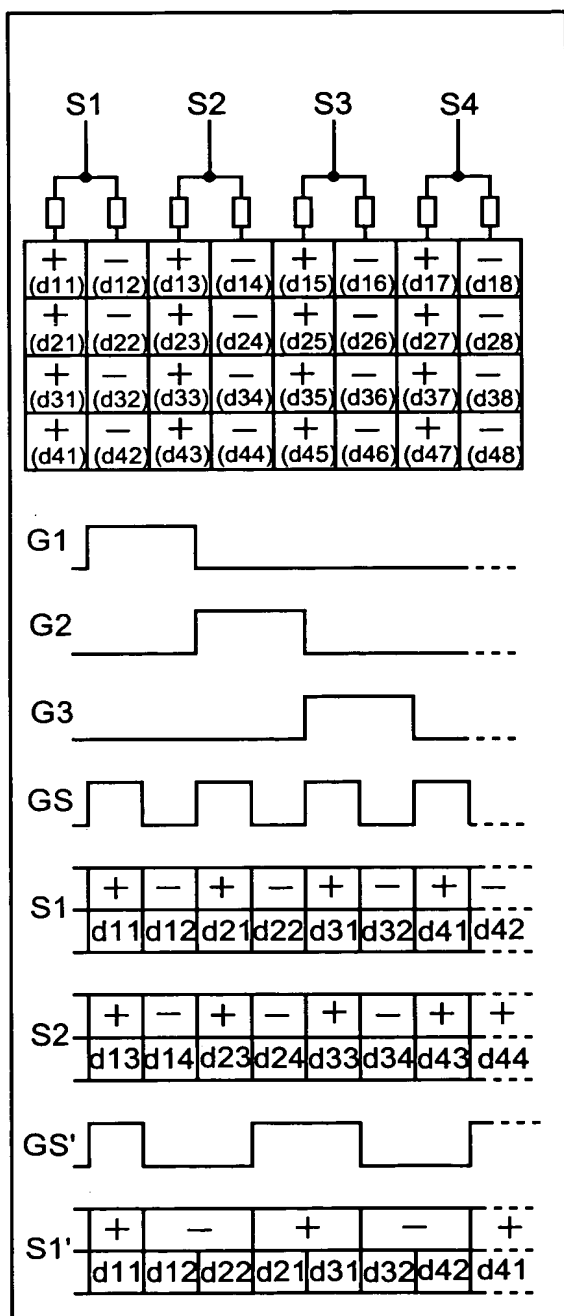 S1 S2 S3 S4
+ − + − + − + −
(d11) (d12) (d13) (d14) (d15) (d16) (d17) (d18)
+ − + − + − + −
(d21) (d22) (d23) (d24) (d25) (d26) (d27) (d28)
+ − + − + − + −
(d31) (d32) (d33) (d34) (d35) (d36) (d37) (d38)
+ − + − + − + −
(d41) (d42) (d43) (d44) (d45) (d46) (d47) (d48)
G1
G2
G3
GS
S1
+ − + − + − + −
d11 d12 d21 d22 d31 d32 d41 d42
S2
+ − + − + − + +
d13 d14 d23 d24 d33 d34 d43 d44
GS'
S1'
+ − + − +
d11 d12 d22 d21 d31 d32 d42 d41